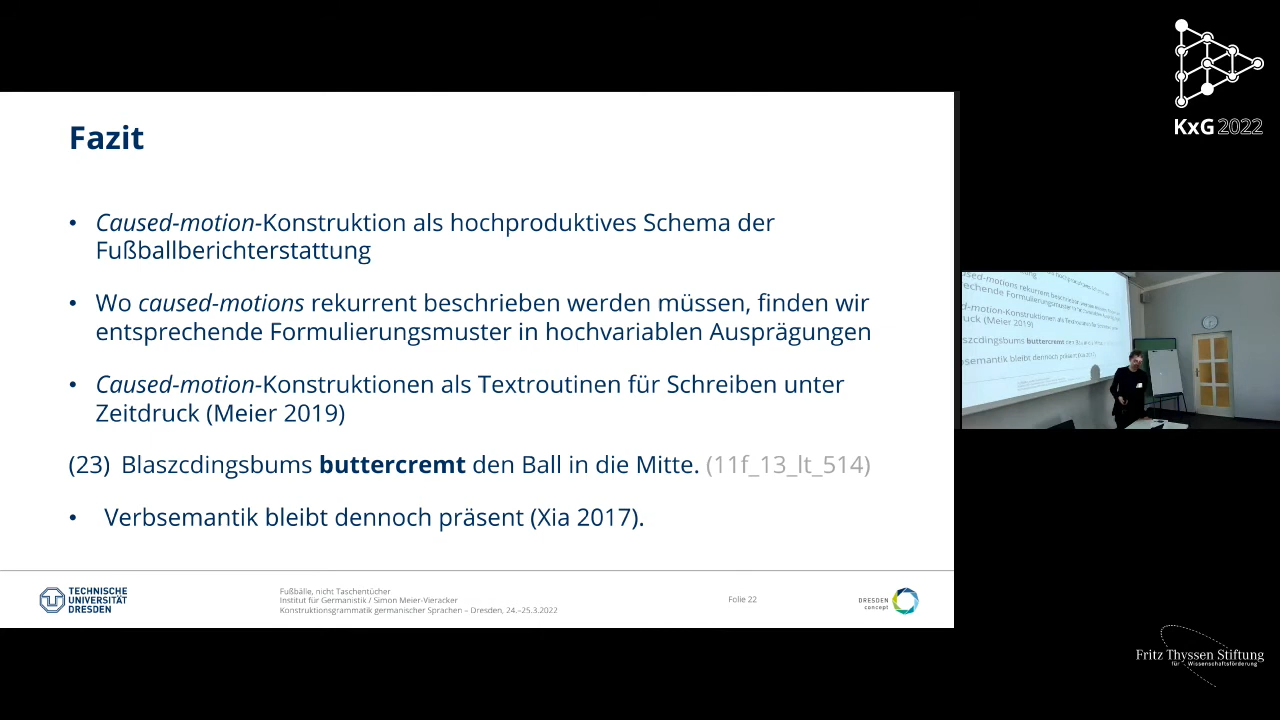 KxG 2022
Fazit
• Caused-motion-Konstruktion als hochproduktives Schema der
Fußballberichterstattung
• Wo caused-motions rekurrent beschrieben werden müssen, finden wir
entsprechende Formulierungsmuster in hochvariablen Ausprägungen
• Caused-motion-Konstruktionen als Textroutinen für Schreiben unter
Zeitdruck (Meier 2019)
(23) Blaszcdingsbums buttercremt den Ball in die Mitte. (11f_13_lt_514)
• Verbsemantik bleibt dennoch präsent (Xia 2017).
TECHNISCHE
UNIVERSITÄT
DRESDEN
Fußbälle, nicht Taschentücher
Institut für Germanistik / Simon Meier-Vieracker
Konstruktionsgrammatik germanischer Sprachen – Dresden, 24.–25.3.2022
Folie 22
DRESDEN
concept
Fritz Thyssen Stiftung
für Wissenschaftsförderung